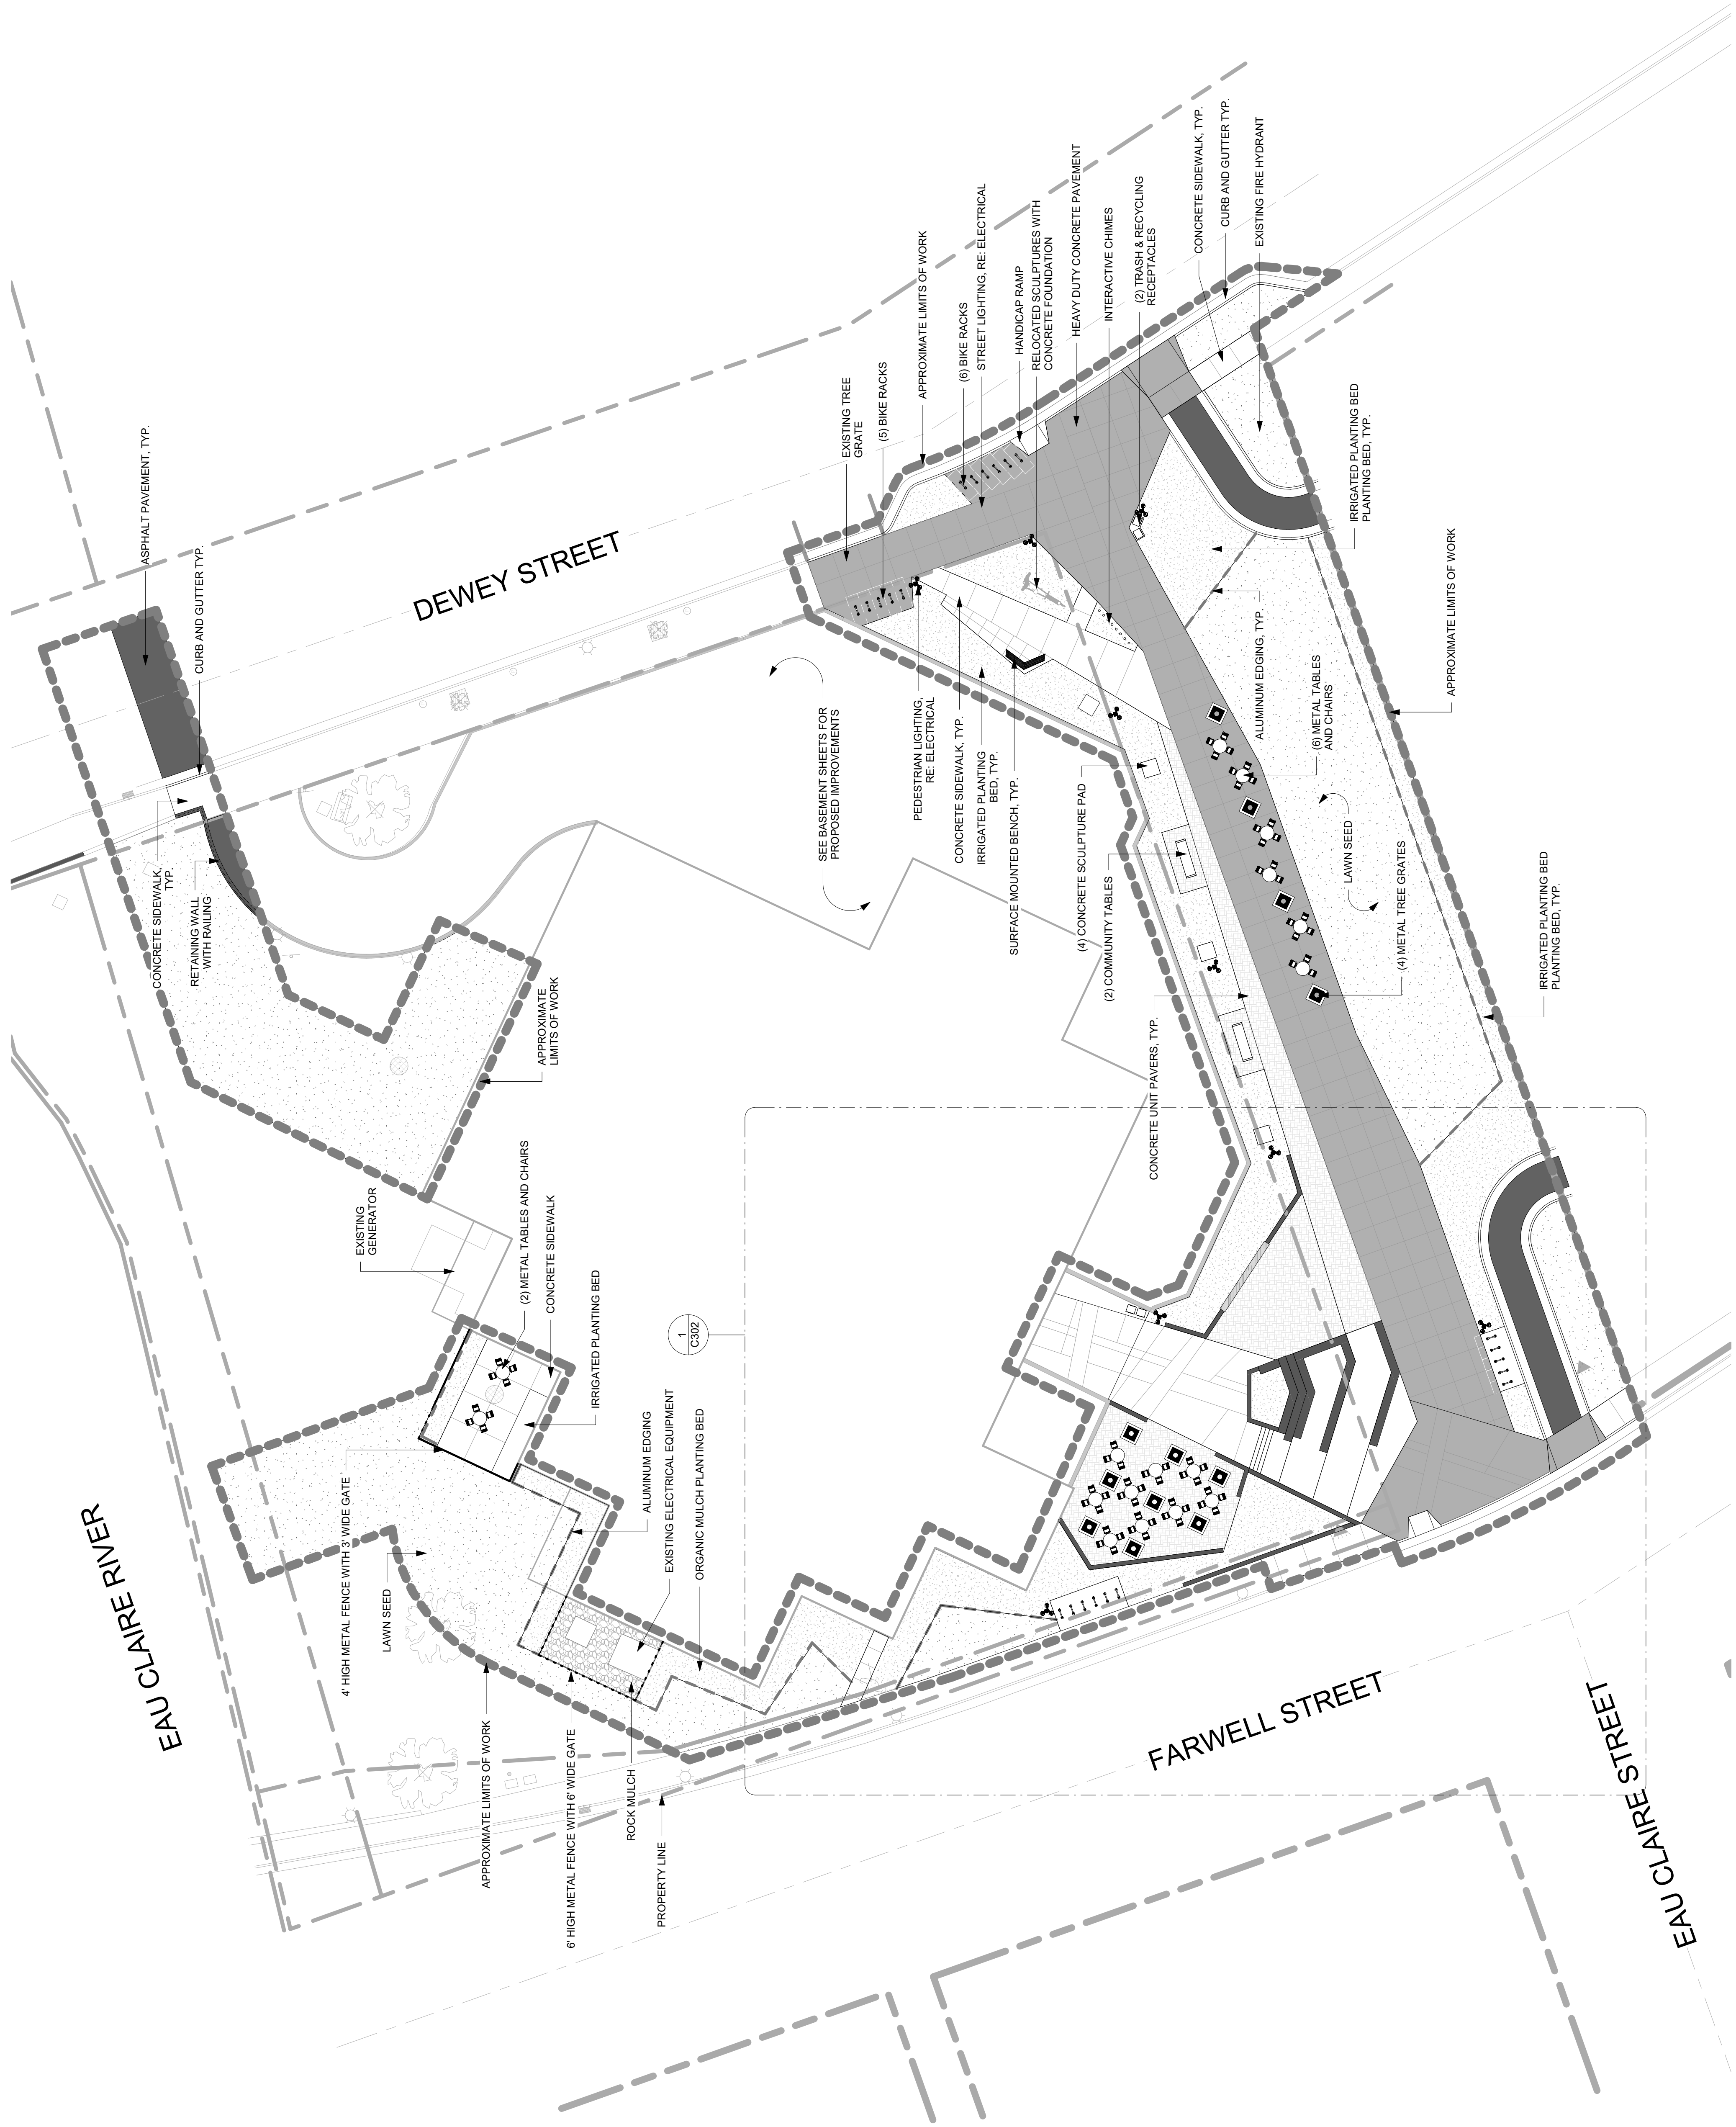 ASPHALT PAVEMENT, TYP.
CURB AND GUTTER TYP.
DEWEY STREET
CONCRETE SIDEWALK,
TYP.
RETAINING WALL
WITH RAILING
APPROXIMATE
LIMITS OF WORK
EXISTING TREE
GRATE
(5) BIKE RACKS
APPROXIMATE LIMITS OF WORK
(6) BIKE RACKS
STREET LIGHTING, RE: ELECTRICAL
HANDICAP RAMP
RELOCATED SCULPTURES WITH
CONCRETE FOUNDATION
HEAVY DUTY CONCRETE PAVEMENT
INTERACTIVE CHIMES
(2) TRASH & RECYCLING
RECEPTACLES
CONCRETE SIDEWALK, TYP.
CURB AND GUTTER TYP.
EXISTING FIRE HYDRANT
SEE BASEMENT SHEETS FOR
PROPOSED IMPROVEMENTS
PEDESTRIAN LIGHTING,
RE: ELECTRICAL
CONCRETE SIDEWALK, TYP.
IRRIGATED PLANTING
BED, TYP.
SURFACE MOUNTED BENCH, TYP.
(4) CONCRETE SCULPTURE PAD
(2) COMMUNITY TABLES
CONCRETE UNIT PAVERS, TYP.
ALUMINUM EDGING, TYP.
(6) METAL TABLES
AND CHAIRS
LAWN SEED
(4) METAL TREE GRATES
IRRIGATED PLANTING BED
PLANTING BED, TYP.
APPROXIMATE LIMITS OF WORK
IRRIGATED PLANTING BED
PLANTING BED, TYP.
EXISTING
GENERATOR
(2) METAL TABLES AND CHAIRS
CONCRETE SIDEWALK
IRRIGATED PLANTING BED
1
C302
ALUMINUM EDGING
EXISTING ELECTRICAL EQUIPMENT
ORGANIC MULCH PLANTING BED
4' HIGH METAL FENCE WITH 3' WIDE GATE
LAWN SEED
APPROXIMATE LIMITS OF WORK
6' HIGH METAL FENCE WITH 6' WIDE GATE
ROCK MULCH
PROPERTY LINE
EAU CLAIRE RIVER
FARWELL STREET
EAU CLAIRE STREET